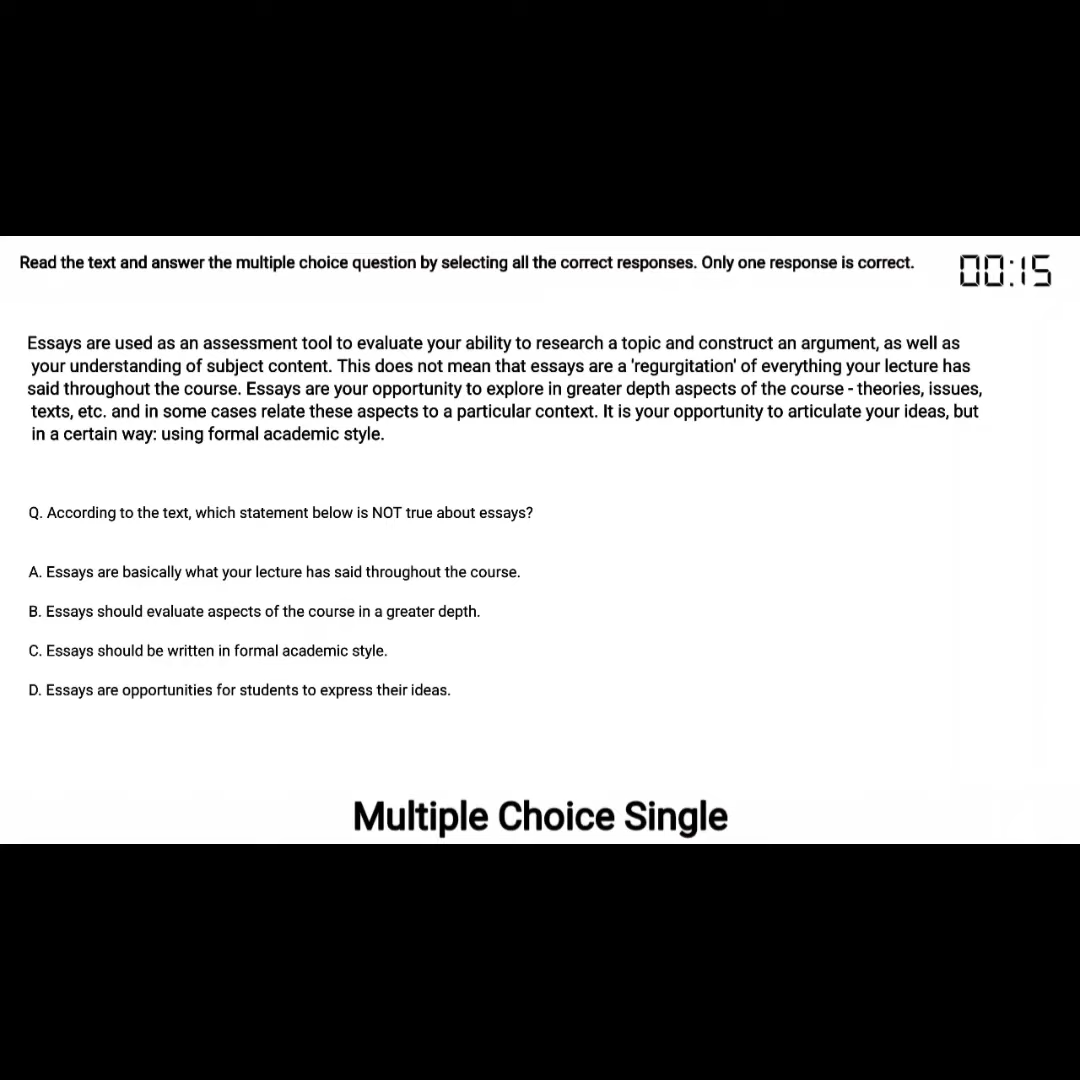 Read the text and answer the multiple choice question by selecting all the correct responses. Only one response is correct.
00:15
Essays are used as an assessment tool to evaluate your ability to research a topic and construct an argument, as well as
your understanding of subject content. This does not mean that essays are a 'regurgitation' of everything your lecture has
said throughout the course. Essays are your opportunity to explore in greater depth aspects of the course - theories, issues,
texts, etc. and in some cases relate these aspects to a particular context. It is your opportunity to articulate your ideas, but
in a certain way: using formal academic style.
Q. According to the text, which statement below is NOT true about essays?
A. Essays are basically what your lecture has said throughout the course.
B. Essays should evaluate aspects of the course in a greater depth.
C. Essays should be written in formal academic style.
D. Essays are opportunities for students to express their ideas.
Multiple Choice Single